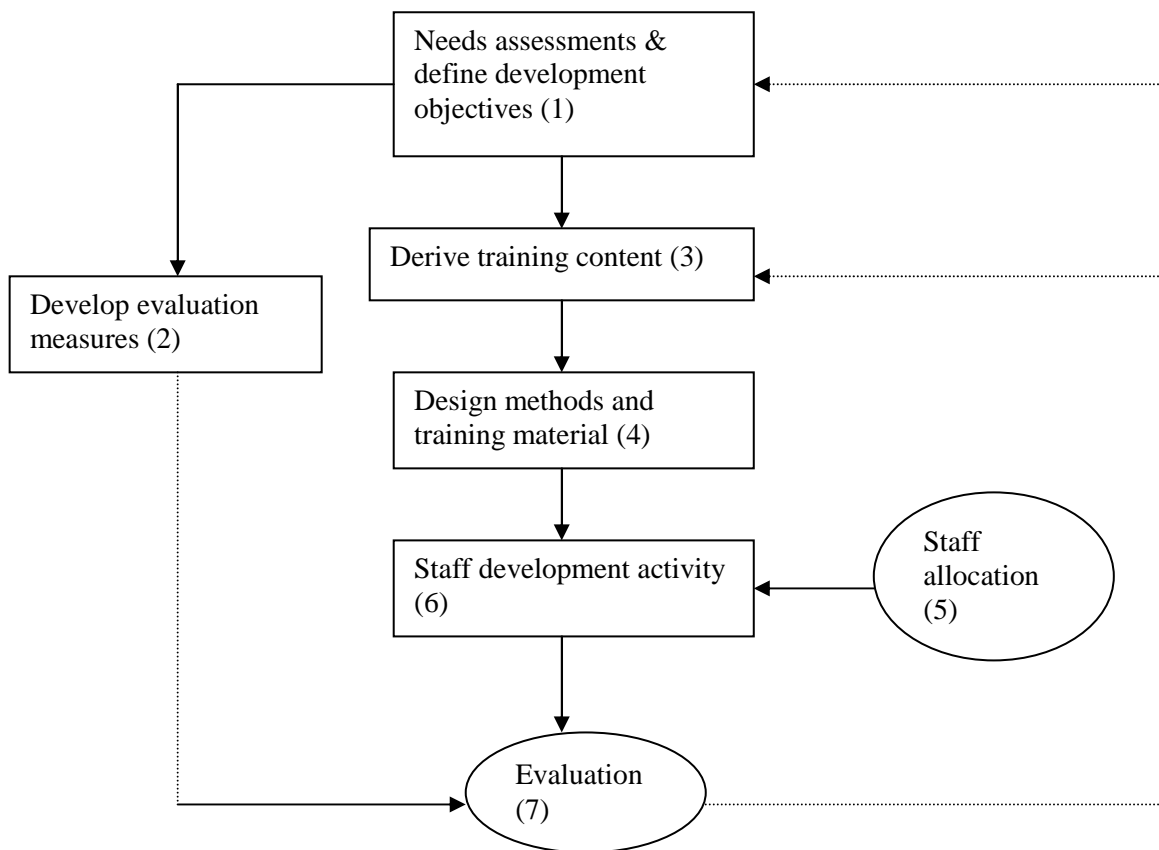 Needs assessments &
define development
objectives (1)
Derive training content (3)
Develop evaluation
measures (2)
Design methods and
training material (4)
Staff development activity
(6)
Staff
allocation
(5)
Evaluation
(7)